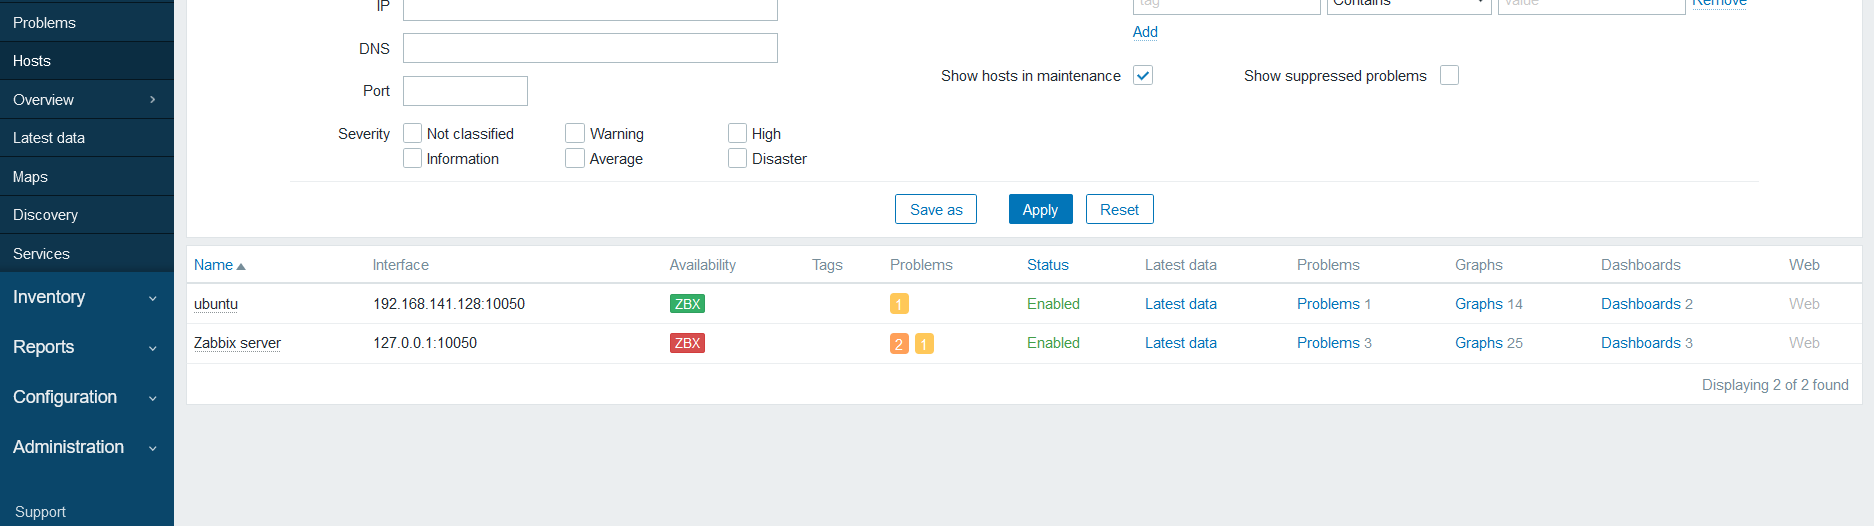 Problems
Hosts
Overview
Latest data
Maps
Discovery
Services
Inventory
Reports
Configuration
Administration
Support
IP
DNS
Port
Severity
Not classified Warning High
Information Average Disaster
tag Contains value Remove
Add
Show hosts in maintenance Show suppressed problems
Save as Apply Reset
Name Interface Availability Tags Problems Status Latest data Problems Graphs Dashboards Web
ubuntu 192.168.141.128:10050 ZBX 1 Enabled Latest data Problems 1 Graphs 14 Dashboards 2 Web
Zabbix server 127.0.0.1:10050 ZBX 2 1 Enabled Latest data Problems 3 Graphs 25 Dashboards 3 Web
Displaying 2 of 2 found